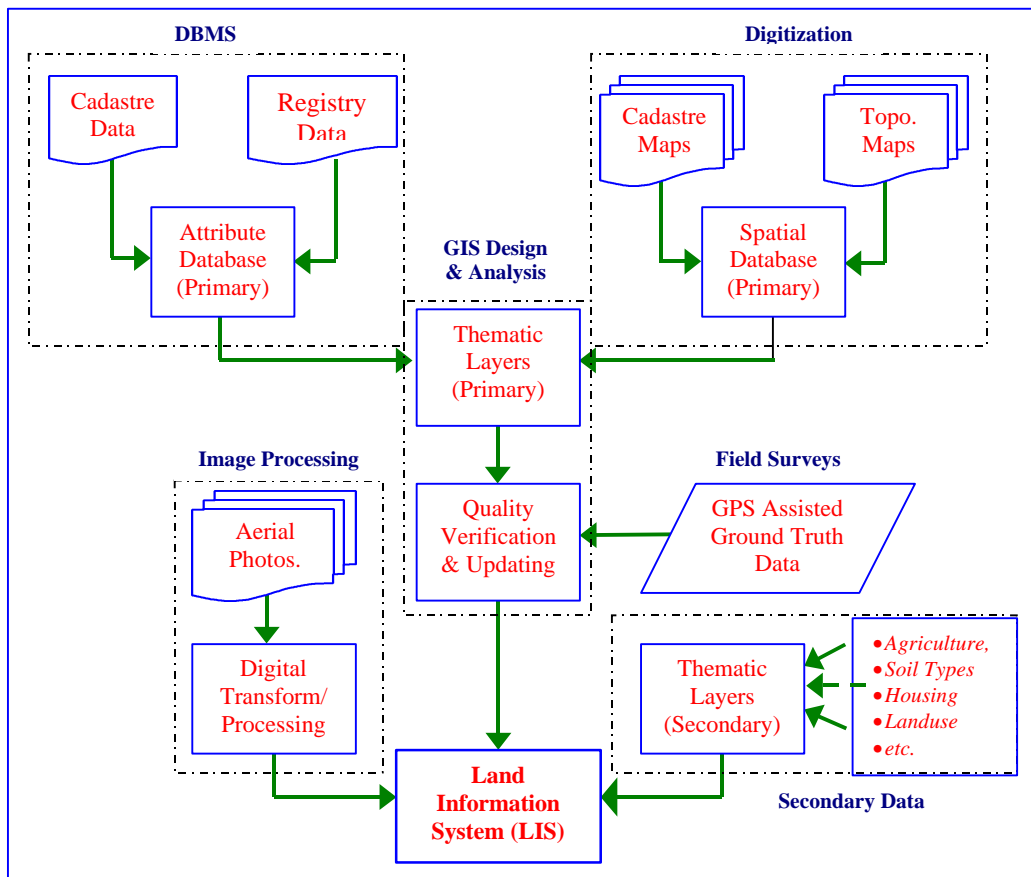 DBMS
Digitization
Cadastre
Data
Registry
Data
Cadastre
Maps
Topo.
Maps
Attribute
Database
(Primary)
Spatial
Database
(Primary)
GIS Design
& Analysis
Thematic
Layers
(Primary)
Image Processing
Field Surveys
Aerial
Photos.
Quality
Verification
& Updating
GPS Assisted
Ground Truth
Data
Digital
Transform/
Processing
Thematic
Layers
(Secondary)
•Agriculture,
•Soil Types
•Housing
•Landuse
•etc.
Land
Information
System (LIS)
Secondary Data